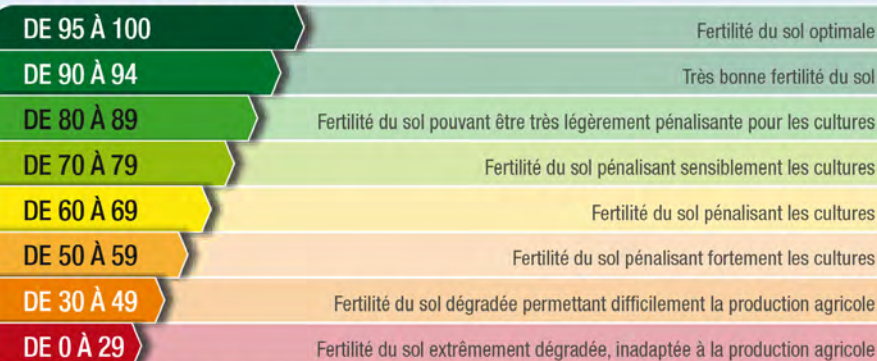 DE 95 À 100 Fertilité du sol optimale
DE 90 À 94 Très bonne fertilité du sol
DE 80 À 89 Fertilité du sol pouvant être très légèrement pénalisante pour les cultures
DE 70 À 79 Fertilité du sol pénalisant sensiblement les cultures
DE 60 À 69 Fertilité du sol pénalisant les cultures
DE 50 À 59 Fertilité du sol pénalisant fortement les cultures
DE 30 À 49 Fertilité du sol dégradée permettant difficilement la production agricole
DE 0 À 29 Fertilité du sol extrêmement dégradée, inadaptée à la production agricole